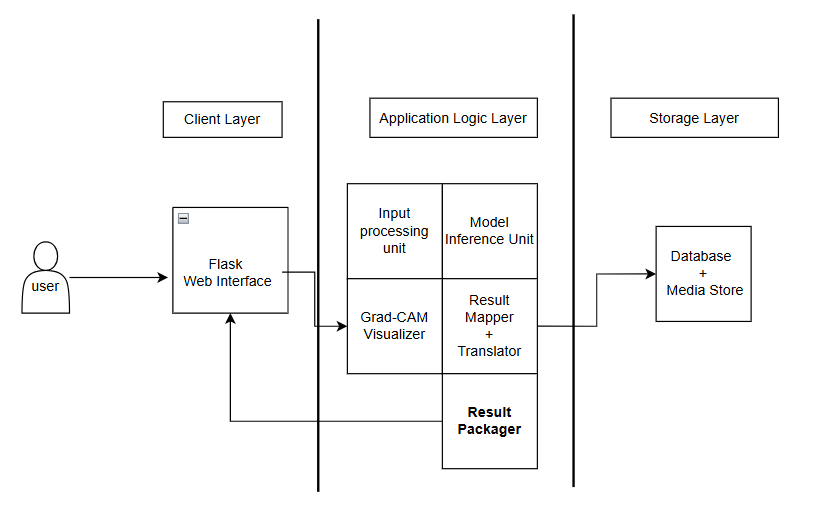 Client Layer
Application Logic Layer
Storage Layer
user
Flask
Web Interface
Input
processing
unit
Model
Inference Unit
Grad-CAM
Visualizer
Result
Mapper
+
Translator
Result
Packager
Database
+
Media Store